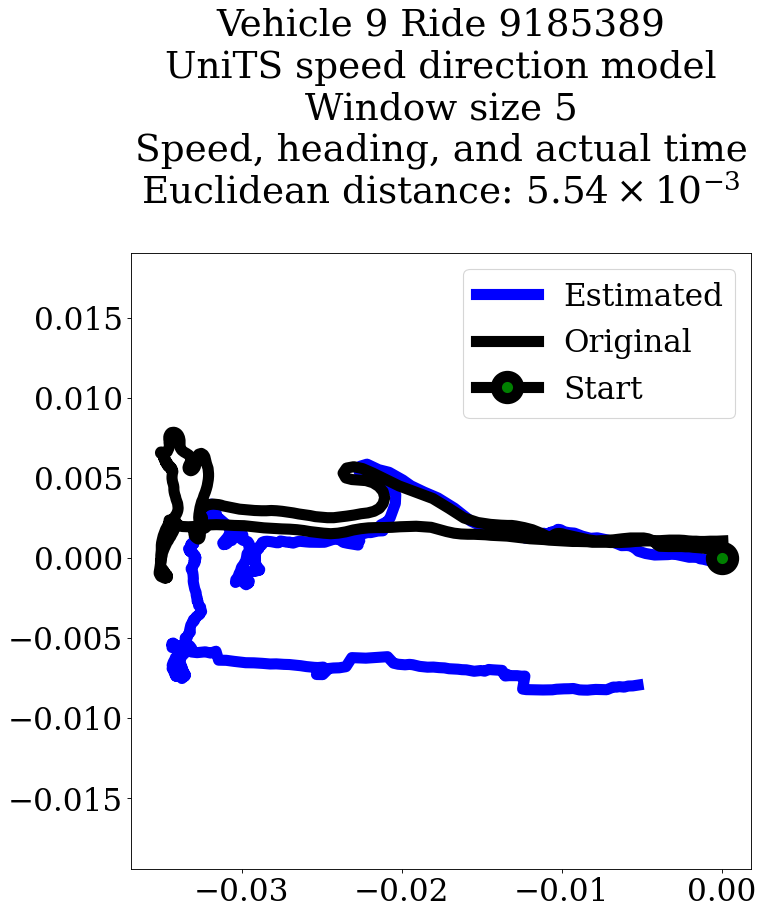 Vehicle 9 Ride 9185389
UniTS speed direction model
Window size 5
Speed, heading, and actual time
Euclidean distance: 5.54 × 10⁻³
Estimated
Original
Start
0.015
0.010
0.005
0.000
−0.005
−0.010
−0.015
−0.03 −0.02 −0.01 0.00